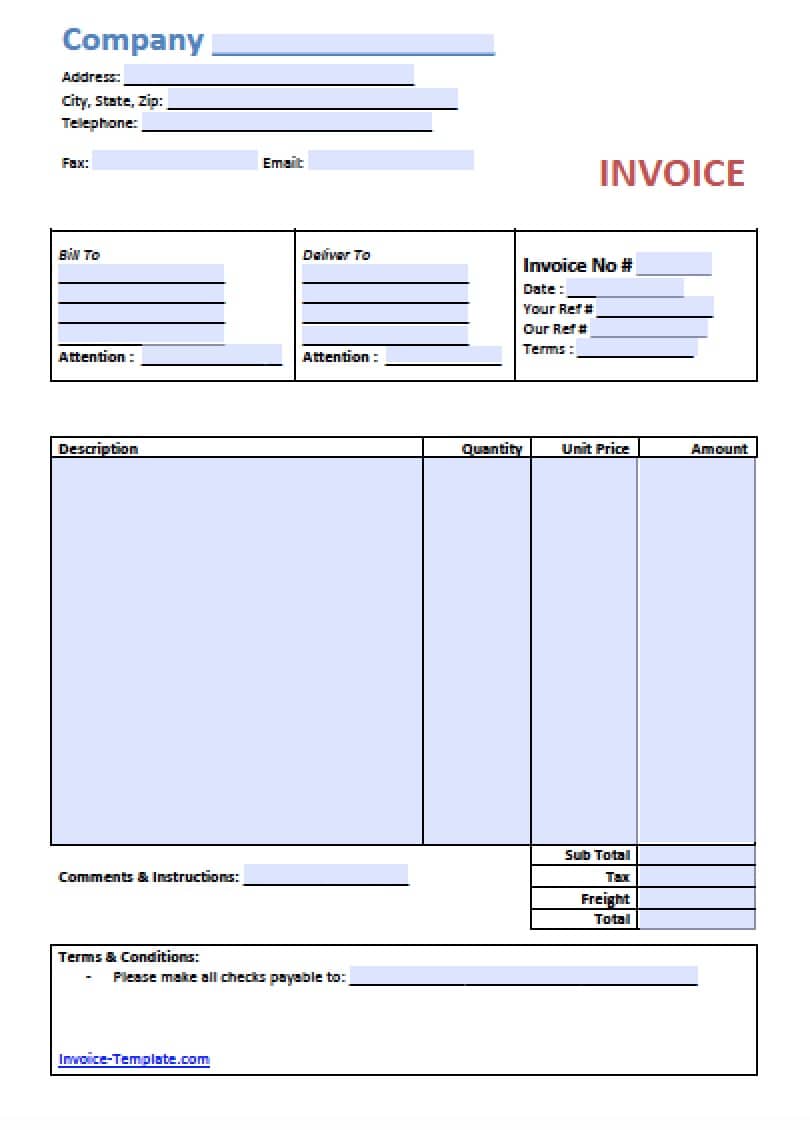 Company
Address:
City, State, Zip:
Telephone:
Fax: Email:
INVOICE
Bill To
Attention :
Deliver To
Attention :
Invoice No #
Date :
Your Ref #
Our Ref #
Terms :
Description Quantity Unit Price Amount
Sub Total
Comments & Instructions: Tax
Freight
Total
Terms & Conditions:
- Please make all checks payable to:
Invoice-Template.com